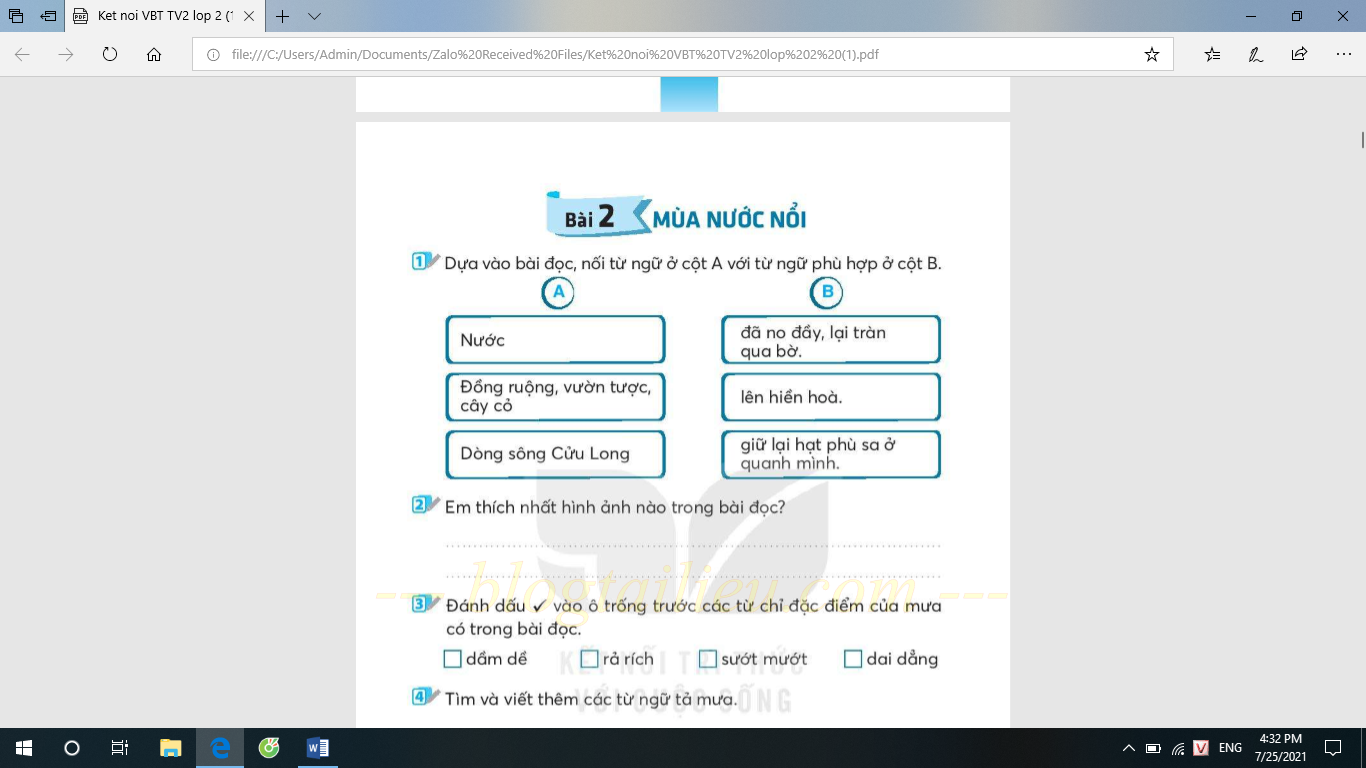 Ket noi VBT TV2 lop 2 (1
file:///C:/Users/Admin/Documents/Zalo%20Received%20Files/Ket%20noi%20VBT%20TV2%20lop%202%20(1).pdf
Bài 2 MÙA NƯỚC NỔI
1 Dựa vào bài đọc, nối từ ngữ ở cột A với từ ngữ phù hợp ở cột B.
A B
Nước
đã no đầy, lại tràn
qua bờ.
Đồng ruộng, vườn tược,
cây cỏ
lên hiền hoà.
Dòng sông Cửu Long
giữ lại hạt phù sa ở
quanh mình.
2 Em thích nhất hình ảnh nào trong bài đọc?
--- blogtailieu.com ---
3 Đánh dấu ✓ vào ô trống trước các từ chỉ đặc điểm của mưa
có trong bài đọc.
dầm dề rả rích sướt mướt dai dẳng
KẾT NỐI TRI THỨC
VỚI CUỘC SỐNG
4 Tìm và viết thêm các từ ngữ tả mưa.
ENG
4:32 PM
7/25/2021